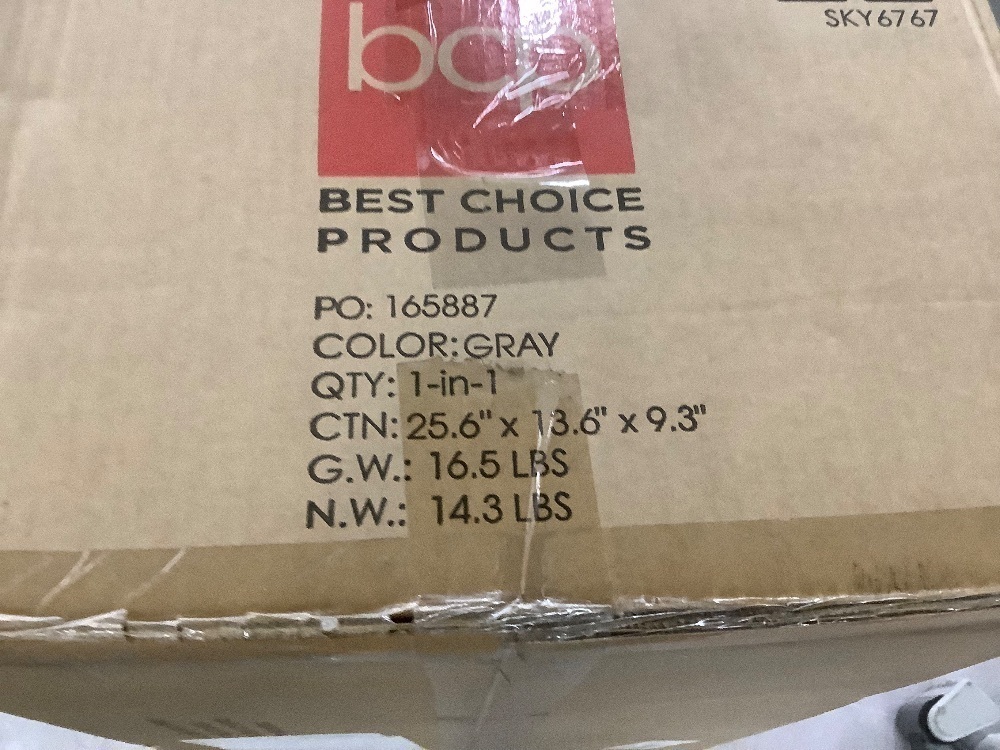 SKY6767
bcp
BEST CHOICE
PRODUCTS
PO: 165887
COLOR:GRAY
QTY: 1-in-1
CTN: 25.6" x 13.6" x 9.3"
G.W.: 16.5 LBS
N.W.: 14.3 LBS